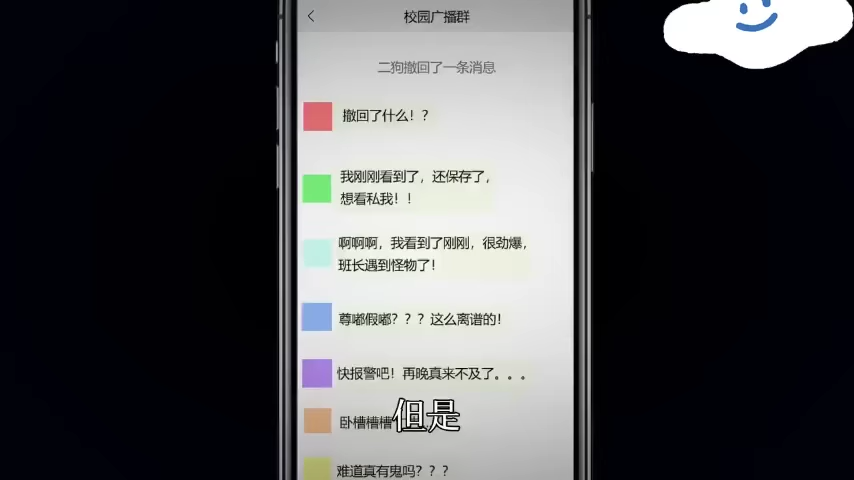 校园广播群
二狗撤回了一条消息
撤回了什么！？
我刚刚看到了，还保存了，
想看私我！！
啊啊啊，我看到了刚刚，很劲爆，
班长遇到怪物了！
尊嘟假嘟？？？这么离谱的！
快报警吧！再晚真来不及了。。。
卧槽槽槽
但是
难道真有鬼吗？？？